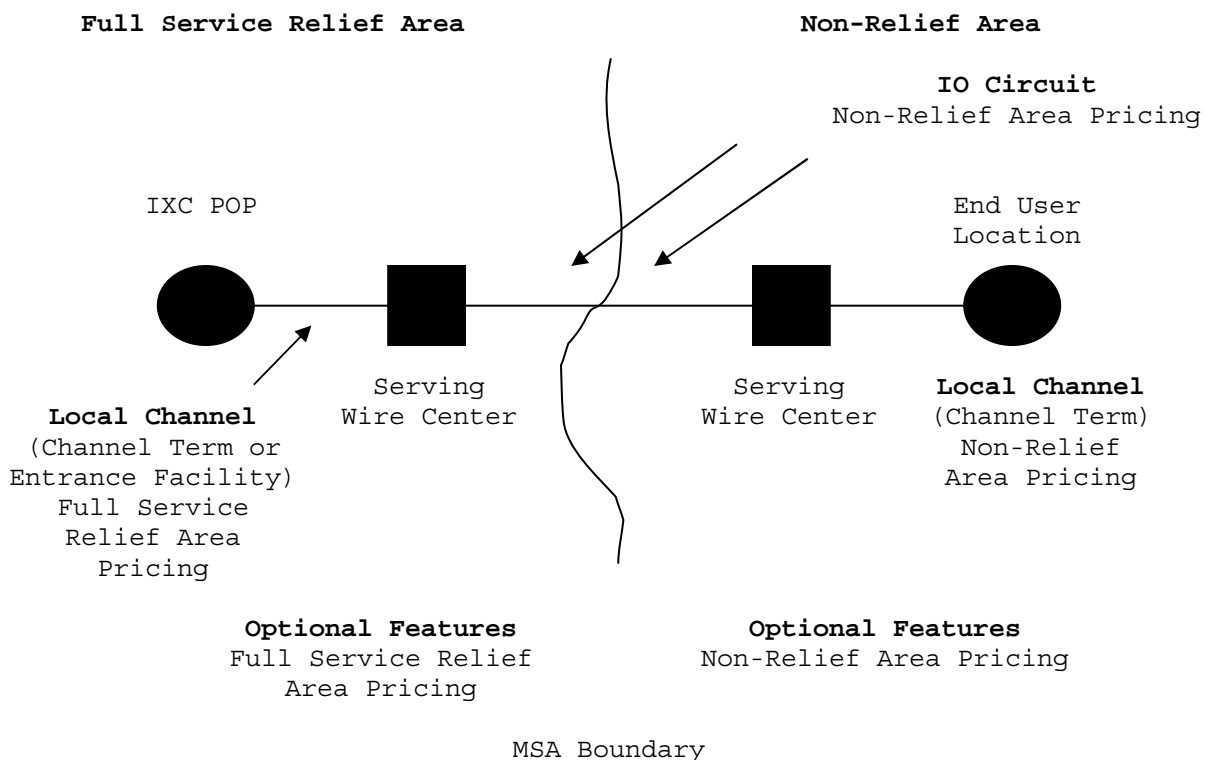 Full Service Relief Area
Non-Relief Area
IO Circuit
Non-Relief Area Pricing
IXC POP
End User
Location
Serving
Wire Center
Serving
Wire Center
Local Channel
(Channel Term or
Entrance Facility)
Full Service
Relief Area
Pricing
Local Channel
(Channel Term)
Non-Relief
Area Pricing
Optional Features
Full Service Relief
Area Pricing
Optional Features
Non-Relief Area Pricing
MSA Boundary